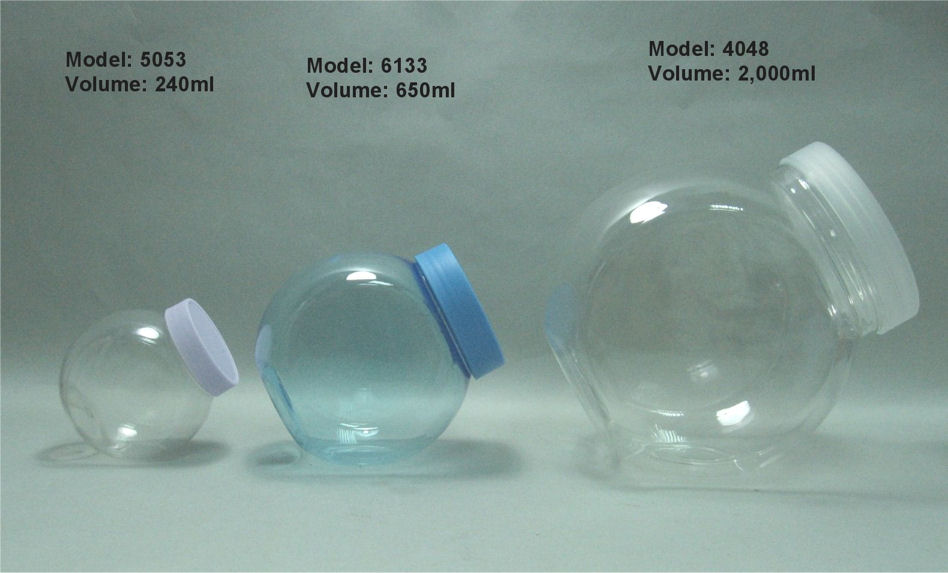 Model: 5053
Volume: 240ml
Model: 6133
Volume: 650ml
Model: 4048
Volume: 2,000ml